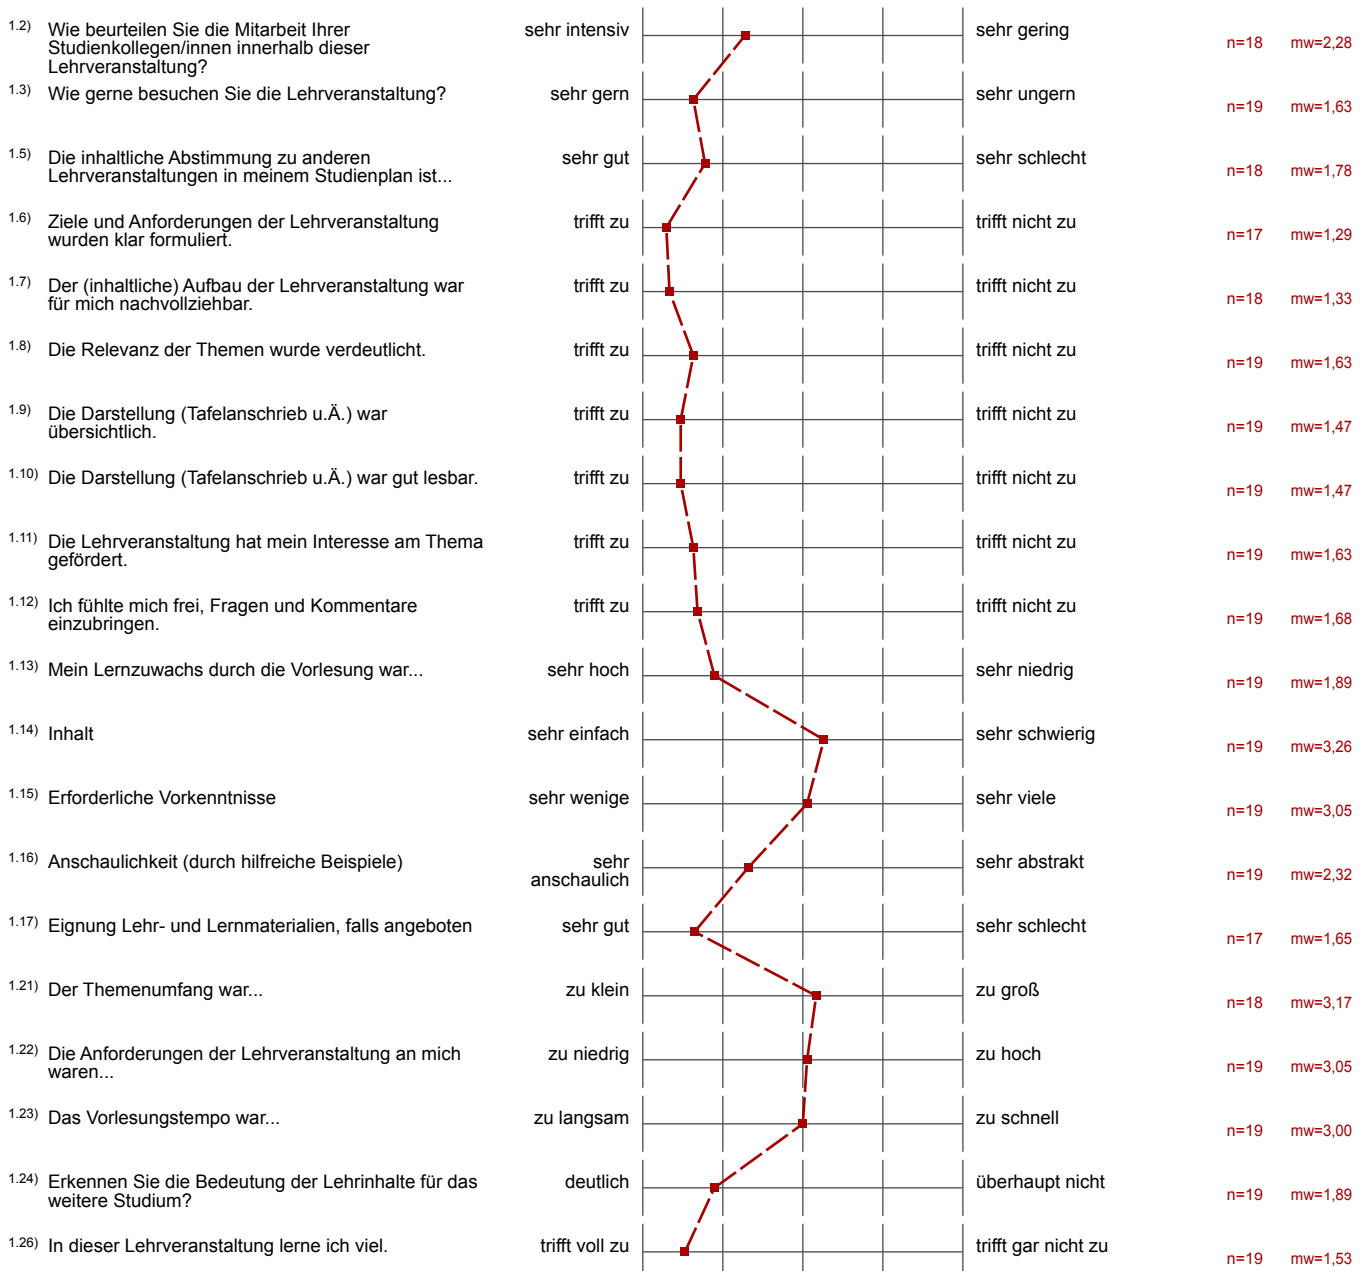 1.2) Wie beurteilen Sie die Mitarbeit Ihrer
Studienkollegen/innen innerhalb dieser
Lehrveranstaltung?
sehr intensiv
sehr gering
n=18 mw=2,28
1.3) Wie gerne besuchen Sie die Lehrveranstaltung?
sehr gern
sehr ungern
n=19 mw=1,63
1.5) Die inhaltliche Abstimmung zu anderen
Lehrveranstaltungen in meinem Studienplan ist...
sehr gut
sehr schlecht
n=18 mw=1,78
1.6) Ziele und Anforderungen der Lehrveranstaltung
wurden klar formuliert.
trifft zu
trifft nicht zu
n=17 mw=1,29
1.7) Der (inhaltliche) Aufbau der Lehrveranstaltung war
für mich nachvollziehbar.
trifft zu
trifft nicht zu
n=18 mw=1,33
1.8) Die Relevanz der Themen wurde verdeutlicht.
trifft zu
trifft nicht zu
n=19 mw=1,63
1.9) Die Darstellung (Tafelanschrieb u.Ä.) war
übersichtlich.
trifft zu
trifft nicht zu
n=19 mw=1,47
1.10) Die Darstellung (Tafelanschrieb u.Ä.) war gut lesbar.
trifft zu
trifft nicht zu
n=19 mw=1,47
1.11) Die Lehrveranstaltung hat mein Interesse am Thema
gefördert.
trifft zu
trifft nicht zu
n=19 mw=1,63
1.12) Ich fühlte mich frei, Fragen und Kommentare
einzubringen.
trifft zu
trifft nicht zu
n=19 mw=1,68
1.13) Mein Lernzuwachs durch die Vorlesung war...
sehr hoch
sehr niedrig
n=19 mw=1,89
1.14) Inhalt
sehr einfach
sehr schwierig
n=19 mw=3,26
1.15) Erforderliche Vorkenntnisse
sehr wenige
sehr viele
n=19 mw=3,05
1.16) Anschaulichkeit (durch hilfreiche Beispiele)
sehr
anschaulich
sehr abstrakt
n=19 mw=2,32
1.17) Eignung Lehr- und Lernmaterialien, falls angeboten
sehr gut
sehr schlecht
n=17 mw=1,65
1.21) Der Themenumfang war...
zu klein
zu groß
n=18 mw=3,17
1.22) Die Anforderungen der Lehrveranstaltung an mich
waren...
zu niedrig
zu hoch
n=19 mw=3,05
1.23) Das Vorlesungstempo war...
zu langsam
zu schnell
n=19 mw=3,00
1.24) Erkennen Sie die Bedeutung der Lehrinhalte für das
weitere Studium?
deutlich
überhaupt nicht
n=19 mw=1,89
1.26) In dieser Lehrveranstaltung lerne ich viel.
trifft voll zu
trifft gar nicht zu
n=19 mw=1,53